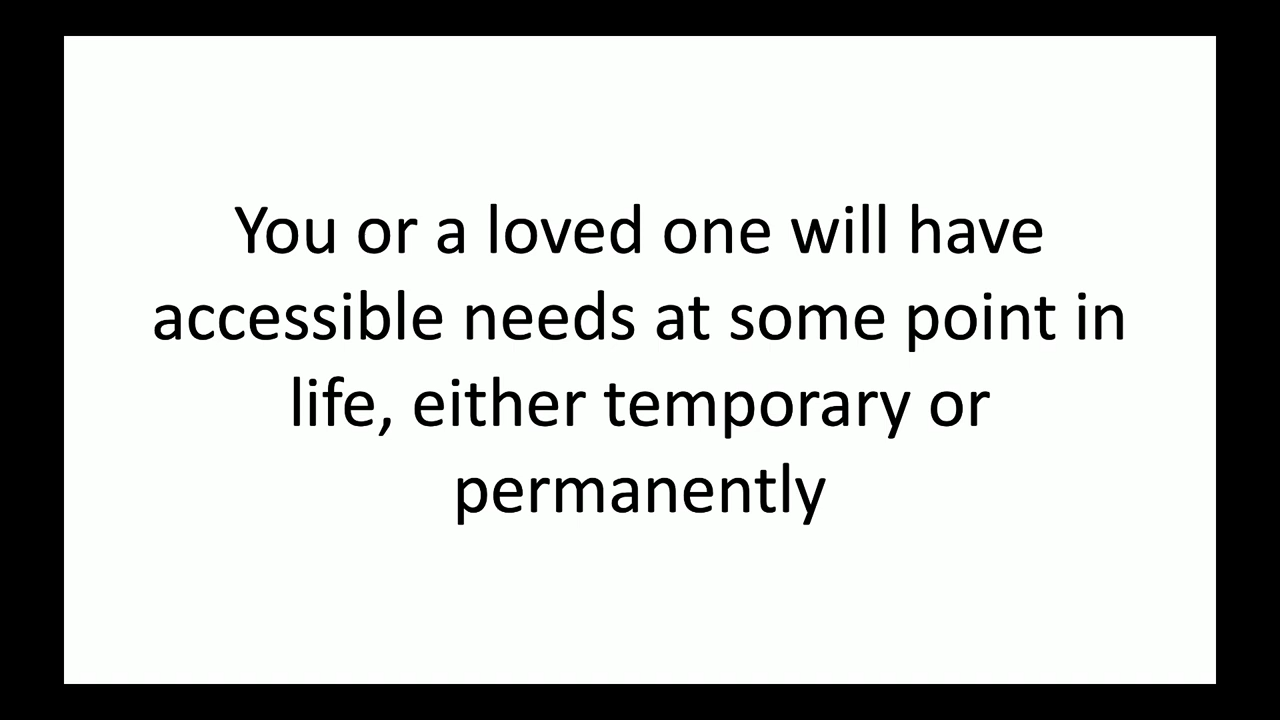 You or a loved one will have
accessible needs at some point in
life, either temporary or
permanently